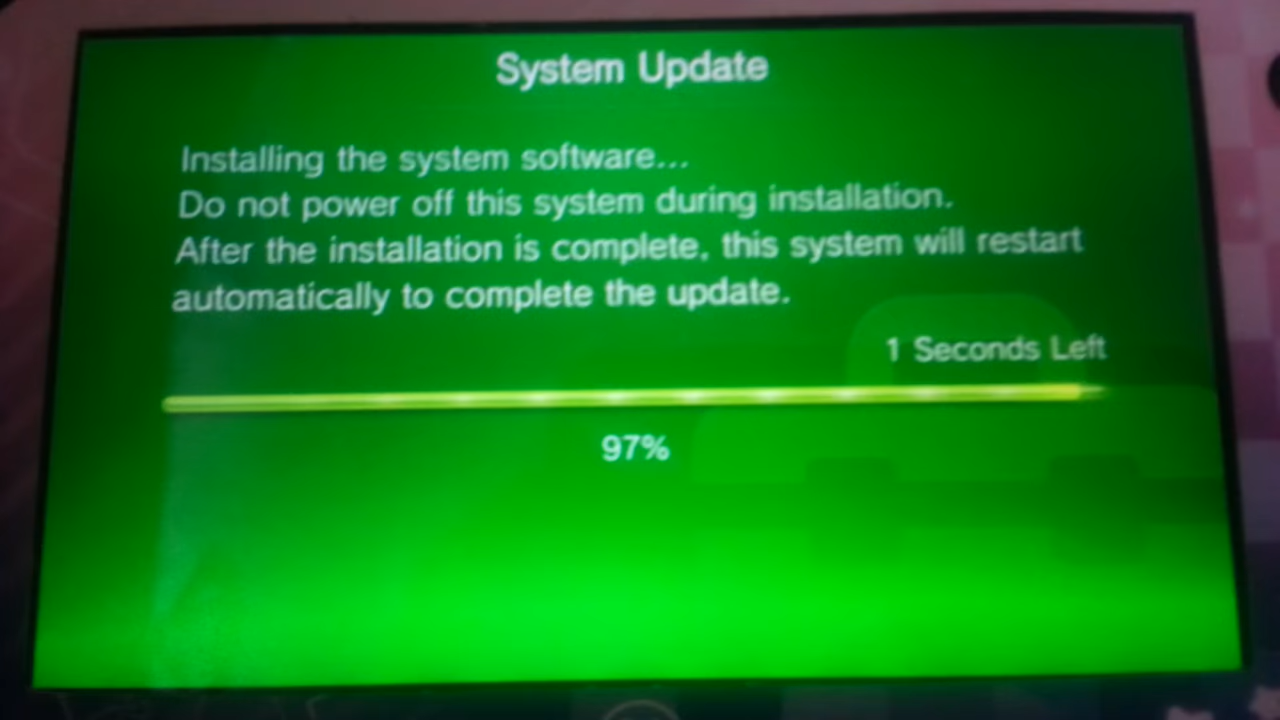 System Update
Installing the system software...
Do not power off this system during installation.
After the installation is complete, this system will restart
automatically to complete the update.
1 Seconds Left
97%